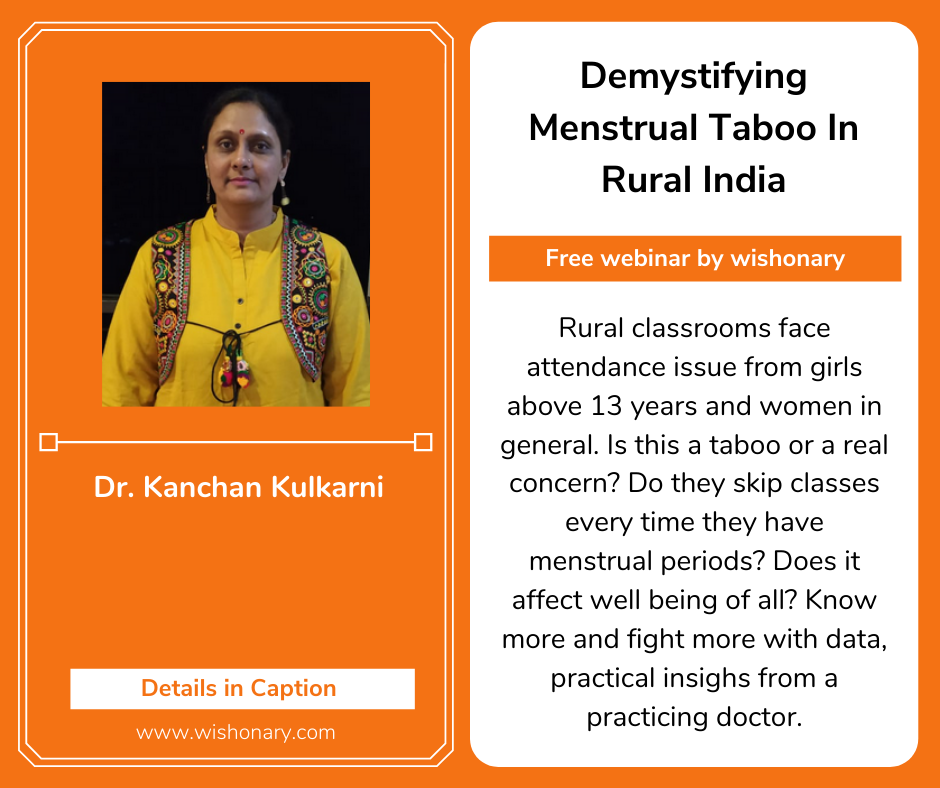 Dr. Kanchan Kulkarni
Details in Caption
www.wishonary.com
Demystifying
Menstrual Taboo In
Rural India
Free webinar by wishonary
Rural classrooms face
attendance issue from girls
above 13 years and women in
general. Is this a taboo or a real
concern? Do they skip classes
every time they have
menstrual periods? Does it
affect well being of all? Know
more and fight more with data,
practical insighs from a
practicing doctor.